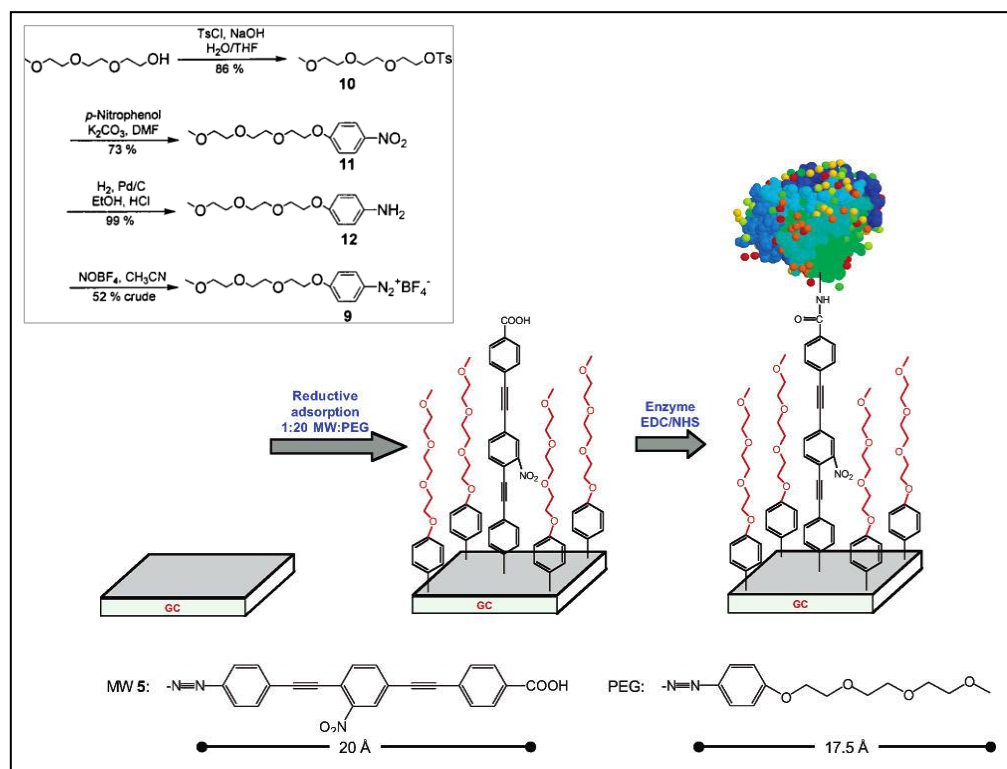 TsCl, NaOH
H₂O/THF
86 %
O O O OH
O O O OTs
10
p-Nitrophenol
K₂CO₃, DMF
73 %
O O O O NO₂
11
H₂, Pd/C
EtOH, HCl
99 %
O O O O NH₂
12
NOBF₄, CH₃CN
52 % crude
O O O O N₂⁺BF₄⁻
9
NH
O=C
COOH
Reductive
adsorption
1:20 MW:PEG
Enzyme
EDC/NHS
O O O O O O O O
O O O O O O O O
NO₂
NO₂
O O O O O O O O
O O O O O O O O
GC
GC
GC
MW 5: -N≡N COOH
O₂N
20 Å
PEG: -N=N O O O O
17.5 Å